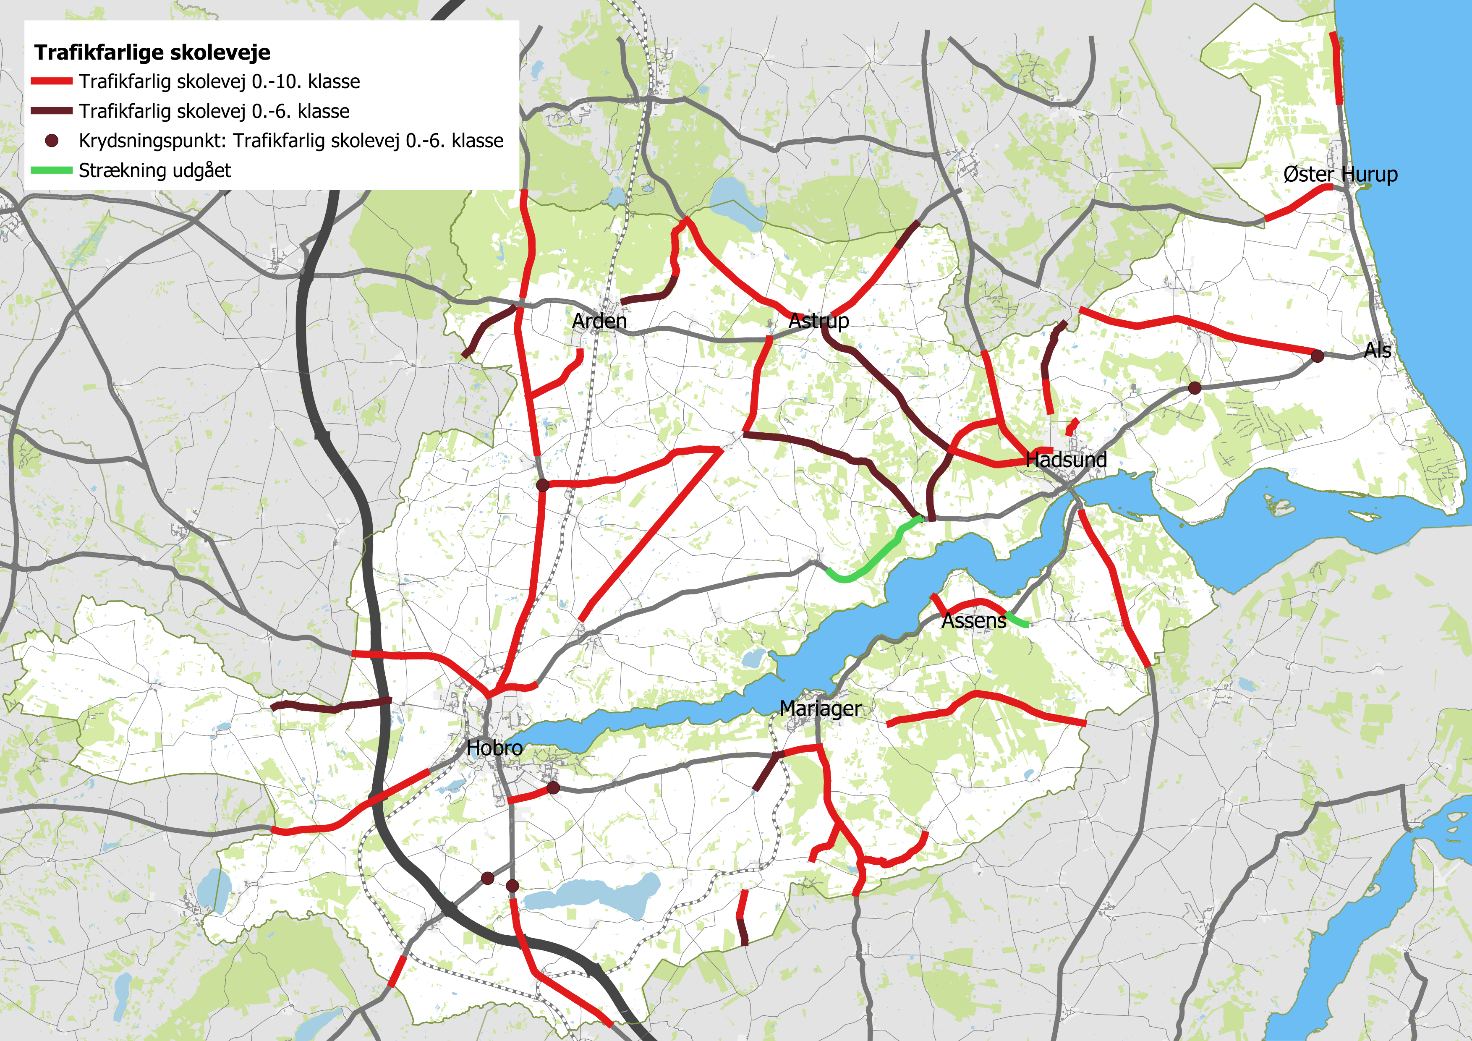 Trafikfarlige skoleveje
Trafikfarlig skolevej 0.-10. klasse
Trafikfarlig skolevej 0.-6. klasse
Krydsningspunkt: Trafikfarlig skolevej 0.-6. klasse
Strækning udgået
Øster Hurup
Arden
Astrup
Als
Hadsund
Assens
Mariager
Hobro